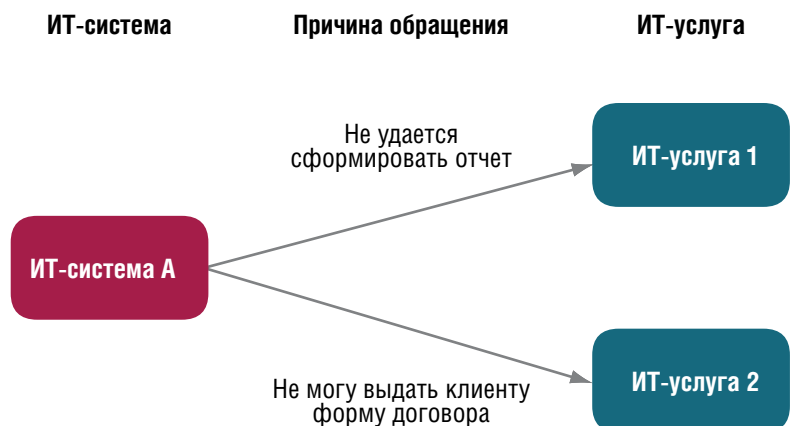 ИТ-система
Причина обращения
ИТ-услуга
Не удается
сформировать отчет
ИТ-услуга 1
ИТ-система А
Не могу выдать клиенту
форму договора
ИТ-услуга 2